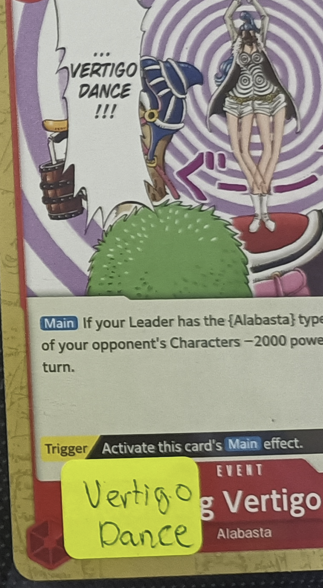 ...
VERTIGO
DANCE
!!!
Main If your Leader has the {Alabasta} type
of your opponent's Characters −2000 powe
turn.
Trigger Activate this card's Main effect.
EVENT
g Vertigo
Alabasta
Vertigo
Dance